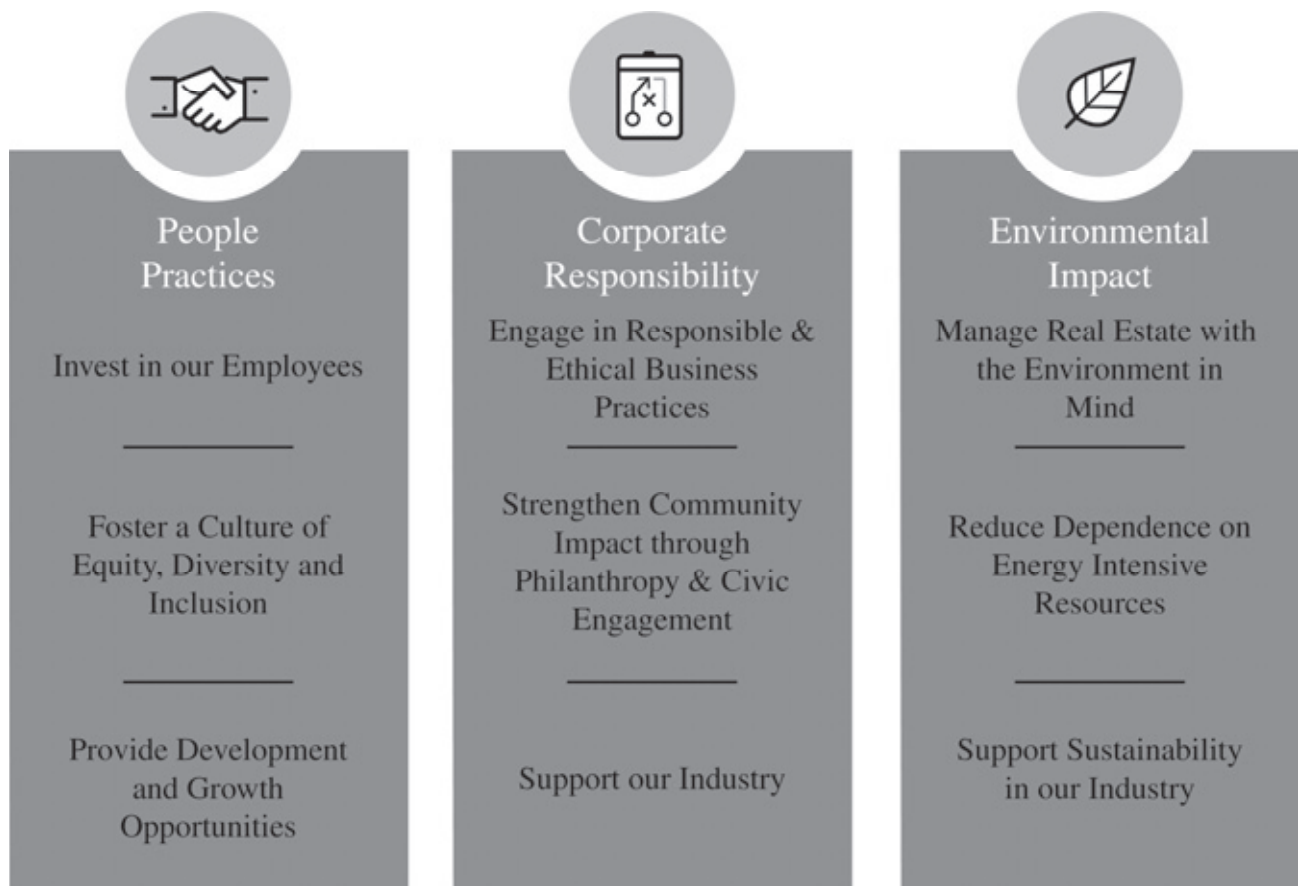 People
Practices
Invest in our Employees
Foster a Culture of
Equity, Diversity and
Inclusion
Provide Development
and Growth
Opportunities
Corporate
Responsibility
Engage in Responsible &
Ethical Business
Practices
Strengthen Community
Impact through
Philanthropy & Civic
Engagement
Support our Industry
Environmental
Impact
Manage Real Estate with
the Environment in
Mind
Reduce Dependence on
Energy Intensive
Resources
Support Sustainability
in our Industry